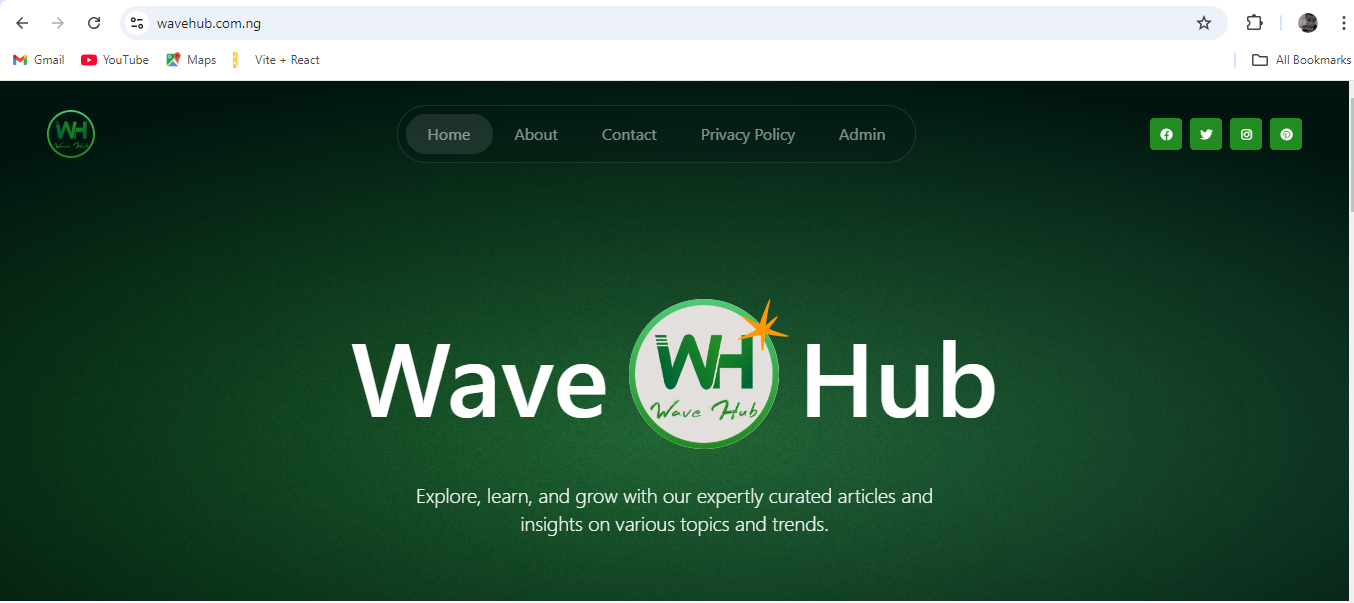 wavehub.com.ng
Gmail YouTube Maps Vite + React All Bookmarks
WH
Wave Hub
Home About Contact Privacy Policy Admin
Wave Hub
WH
Wave Hub
Explore, learn, and grow with our expertly curated articles and
insights on various topics and trends.